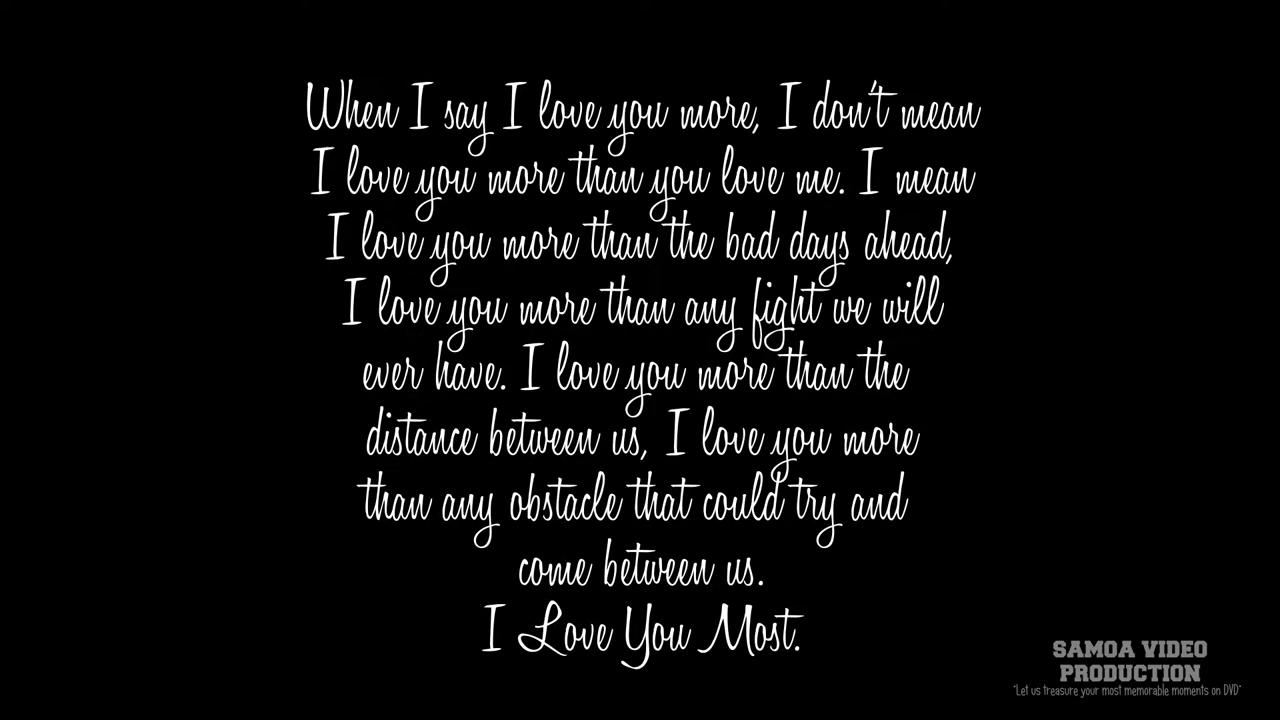 When I say I love you more, I don't mean
I love you more than you love me. I mean
I love you more than the bad days ahead,
I love you more than any fight we will
ever have. I love you more than the
distance between us, I love you more
than any obstacle that could try and
come between us.
I Love You Most.
SAMOA VIDEO
PRODUCTION
"Let us treasure your most memorable moments on DVD"